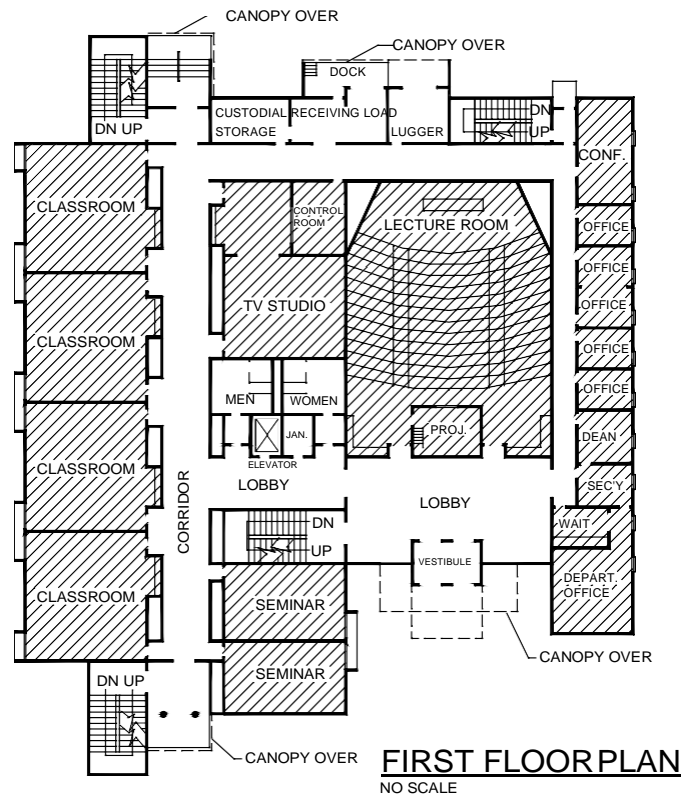 CANOPY OVER
CANOPY OVER
DOCK
CUSTODIAL
STORAGE
RECEIVING
LOAD
LUGGER
DN UP
DN
UP
CONF.
CLASSROOM
CONTROL
ROOM
LECTURE ROOM
OFFICE
OFFICE
TV STUDIO
OFFICE
CLASSROOM
OFFICE
OFFICE
MEN
WOMEN
PROJ.
JAN.
DEAN
ELEVATOR
CLASSROOM
LOBBY
SEC'Y
LOBBY
CORRIDOR
DN
UP
WAIT
VESTIBULE
DEPART.
OFFICE
CLASSROOM
SEMINAR
CANOPY OVER
SEMINAR
DN UP
CANOPY OVER
FIRST FLOOR PLAN
NO SCALE